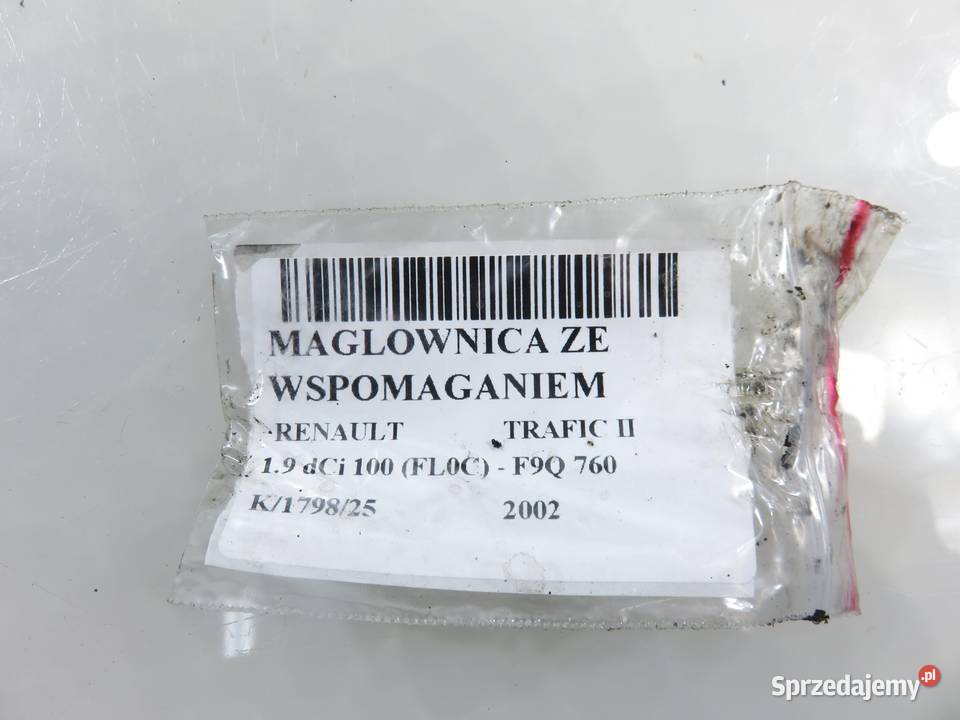 MAGLOWNICA ZE
WSPOMAGANIEM
RENAULT TRAFIC II
1.9 dCi 100 (FL0C) - F9Q 760
K/1798/25 2002
Sprzedajemy.pl